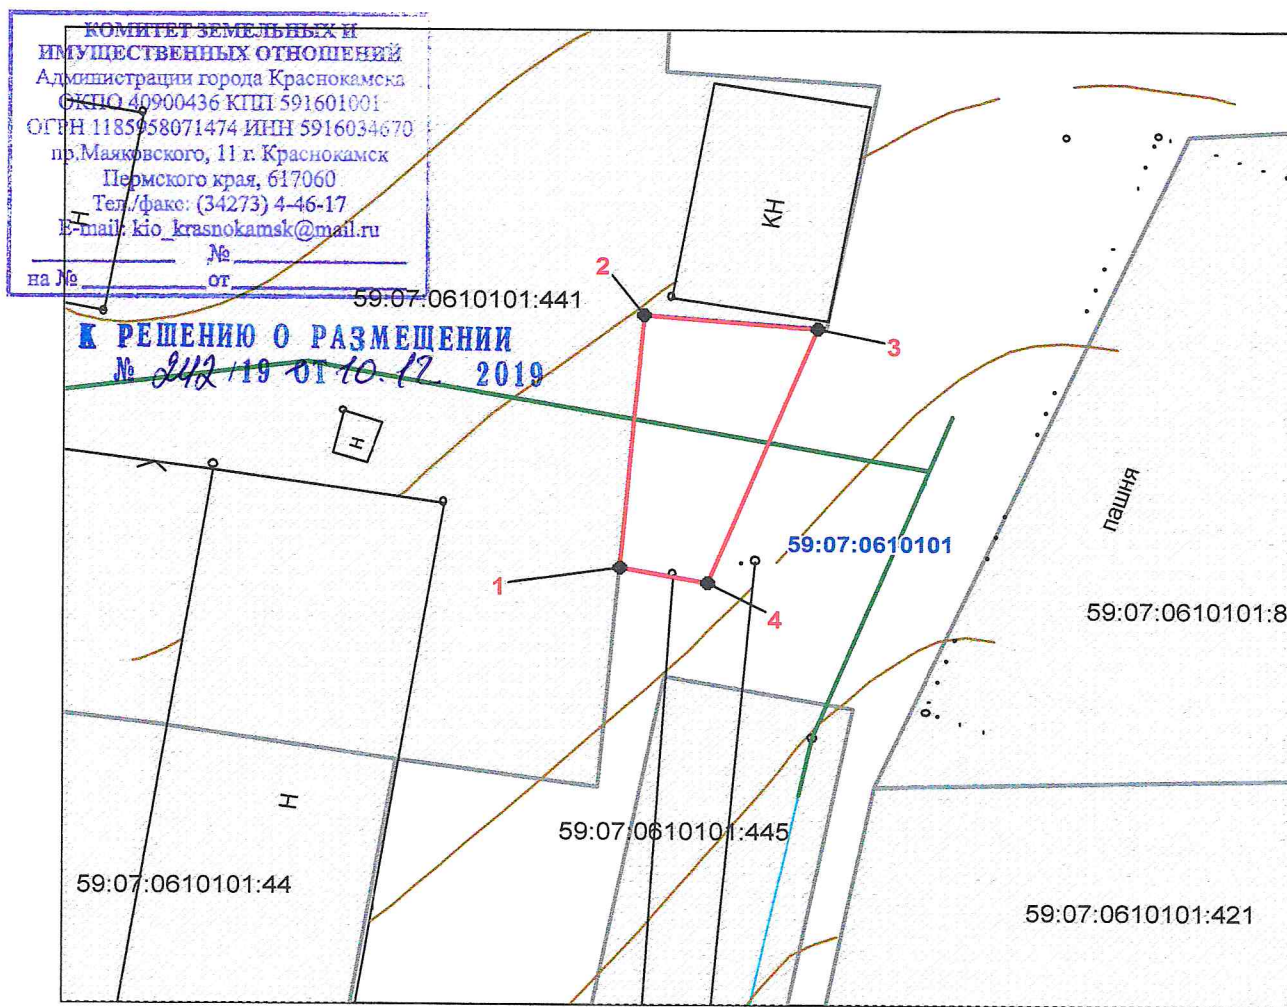 КОМИТЕТ ЗЕМЕЛЬНЫХ И
ИМУЩЕСТВЕННЫХ ОТНОШЕНИЙ
Администрации города Краснокамска
ОКПО 40900436 КПП 591601001
ОГРН 1185958071474 ИНН 5916034670
пр.Маяковского, 11 г. Краснокамск
Пермского края, 617060
Тел./факс: (34273) 4-46-17
E-mail: kio_krasnokamsk@mail.ru
№
на № от
К РЕШЕНИЮ О РАЗМЕЩЕНИИ
№ 242/19 ОТ 10.12 2019
Н
КН
2
59:07:0610101:441
3
н
пашня
59:07:0610101
1
4
59:07:0610101:8
Н
59:07:0610101:445
59:07:0610101:44
59:07:0610101:421